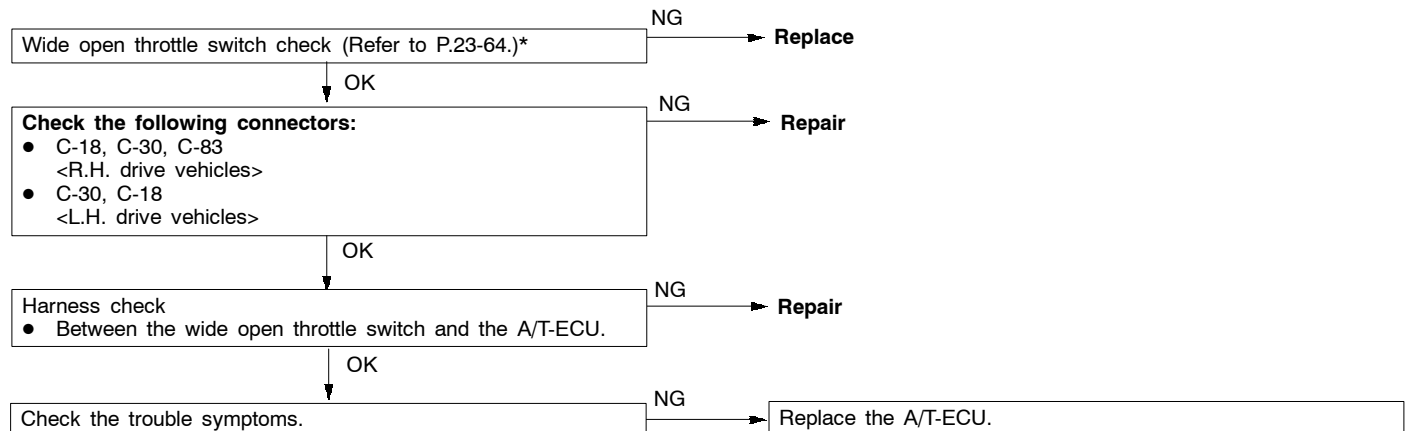 NG
Wide open throttle switch check (Refer to P.23-64.)*
Replace
OK
NG
Check the following connectors:
Repair
● C-18, C-30, C-83
<R.H. drive vehicles>
● C-30, C-18
<L.H. drive vehicles>
OK
NG
Harness check
Repair
● Between the wide open throttle switch and the A/T-ECU.
OK
NG
Check the trouble symptoms.
Replace the A/T-ECU.